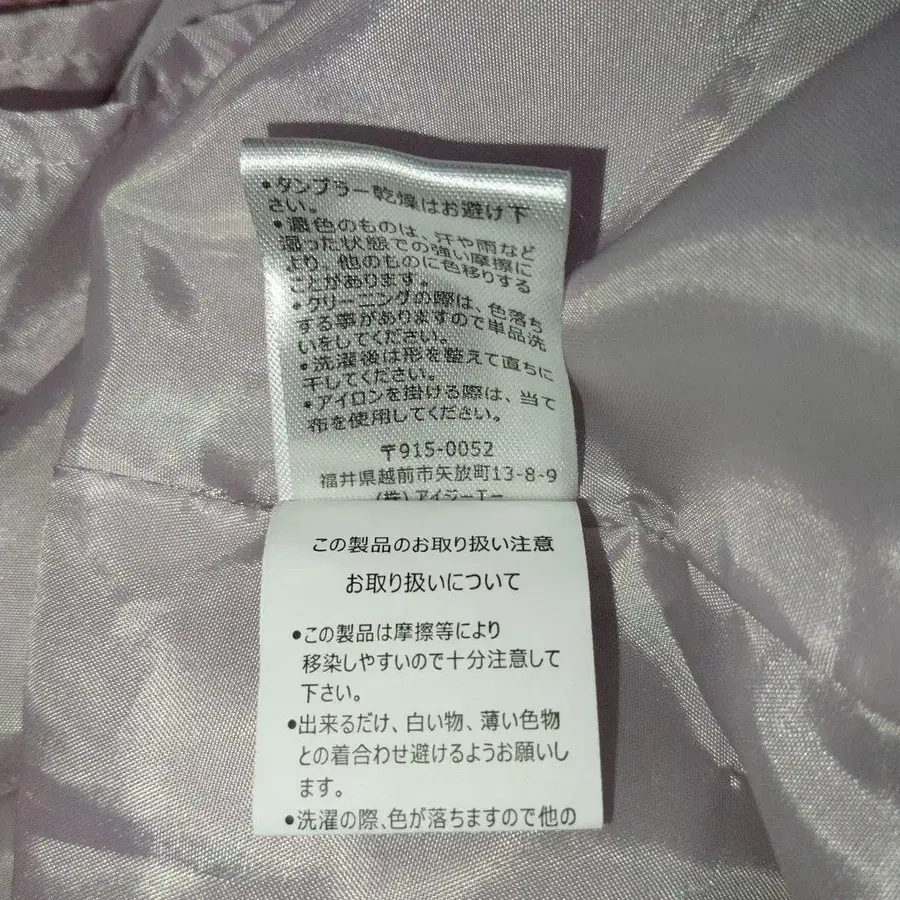 •タンブラー乾燥はお避け下
さい。
•濃色のものは、汗や雨など
湿った状態での強い摩擦に
より、他のものに色移りする
ことがあります。
•クリーニングの際は、色落ち
する事がありますので単品洗
いをしてください。
•洗濯後は形を整えて直ちに
干してください。
•アイロンを掛ける際は、当て
布を使用してください。
〒915-0052
福井県越前市矢放町13-8-9
(株)アイジーエー
この製品のお取り扱い注意
お取り扱いについて
•この製品は摩擦等により
移染しやすいので十分注意して
下さい。
•出来るだけ、白い物、薄い色物
との着合わせ避けるようお願いし
ます。
•洗濯の際、色が落ちますので他の